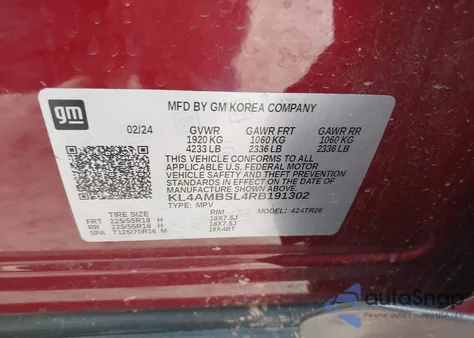 gm
MFD BY GM KOREA COMPANY
02/24 GVWR GAWR FRT GAWR RR
1920 KG 1060 KG 1060 KG
4233 LB 2336 LB 2336 LB
THIS VEHICLE CONFORMS TO ALL
APPLICABLE U.S. FEDERAL MOTOR
VEHICLE SAFETY, BUMPER, AND THEFT
PREVENTION STANDARDS IN EFFECT
ON THE DATE OF MANUFACTURE
SHOWN ABOVE.
KL4AMBSL4RB191302
TYPE: MPV MODEL: 424TR26
TIRE SIZE RIM
FRT 225/55R18 H 18X7.5J
RR 225/55R18 H 18X7.5J
SPA T125/70R16 M 16X4BT
AutoSnap